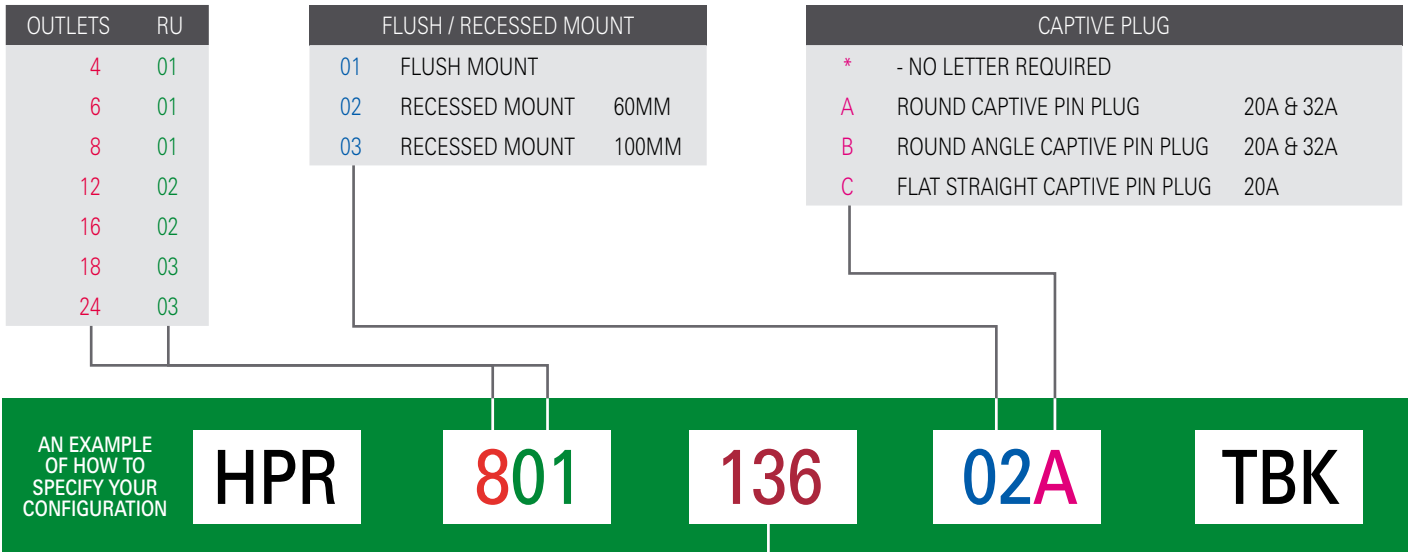 OUTLETS RU
4 01
6 01
8 01
12 02
16 02
18 03
24 03
FLUSH / RECESSED MOUNT
01 FLUSH MOUNT
02 RECESSED MOUNT 60MM
03 RECESSED MOUNT 100MM
CAPTIVE PLUG
* - NO LETTER REQUIRED
A ROUND CAPTIVE PIN PLUG 20A & 32A
B ROUND ANGLE CAPTIVE PIN PLUG 20A & 32A
C FLAT STRAIGHT CAPTIVE PIN PLUG 20A
AN EXAMPLE
OF HOW TO
SPECIFY YOUR
CONFIGURATION
HPR 801 136 02A TBK